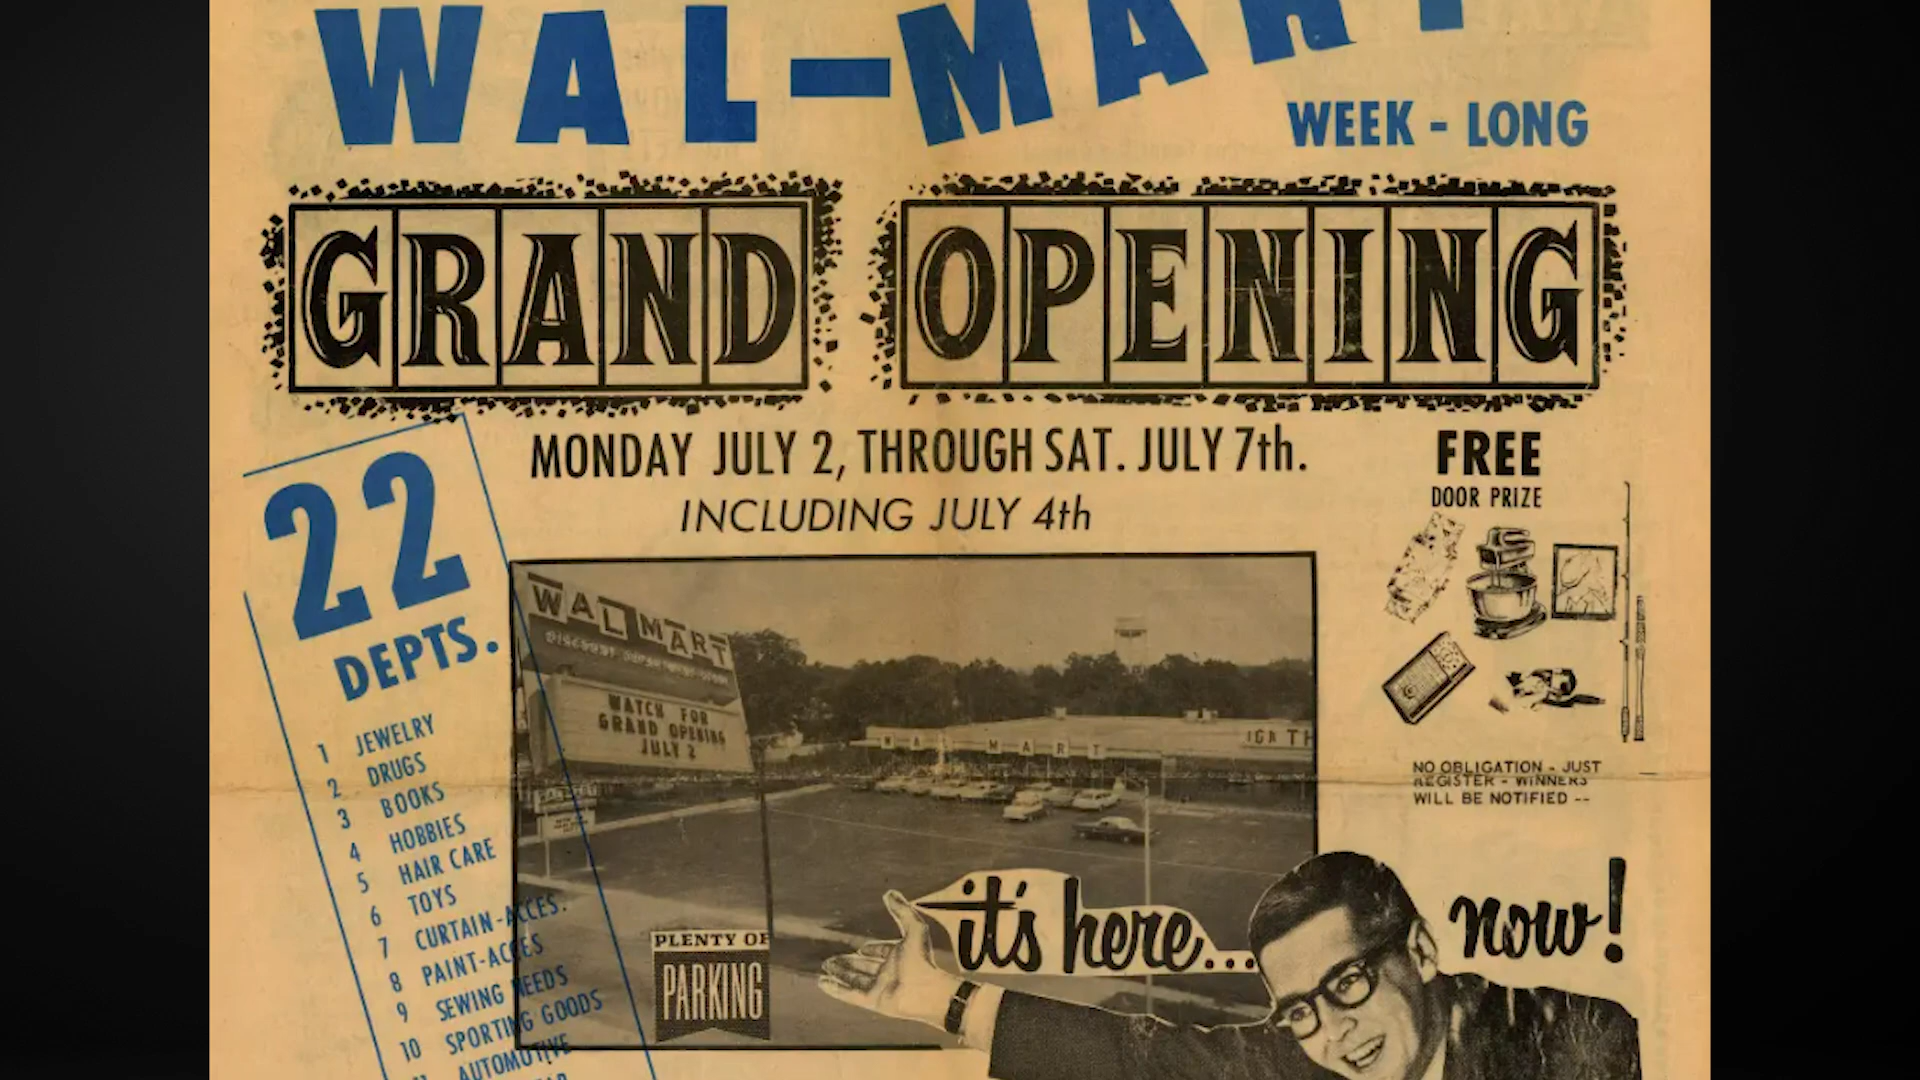 WAL-MART
WEEK - LONG
GRAND OPENING
MONDAY JULY 2, THROUGH SAT. JULY 7th.
INCLUDING JULY 4th
FREE
DOOR PRIZE
22
DEPTS.
1 JEWELRY
2 DRUGS
3 BOOKS
4 HOBBIES
5 HAIR CARE
6 TOYS
7 CURTAIN-ACCES.
8 PAINT-ACCES
9 SEWING NEEDS
10 SPORTING GOODS
AUTOMOTIVE
WAL MART
DISCOUNT DEPARTMENT STORE
WATCH FOR
GRAND OPENING
JULY 2
WAL MART
IGA
NO OBLIGATION - JUST
REGISTER - WINNERS
WILL BE NOTIFIED --
it's here...
now!
PLENTY OF
PARKING